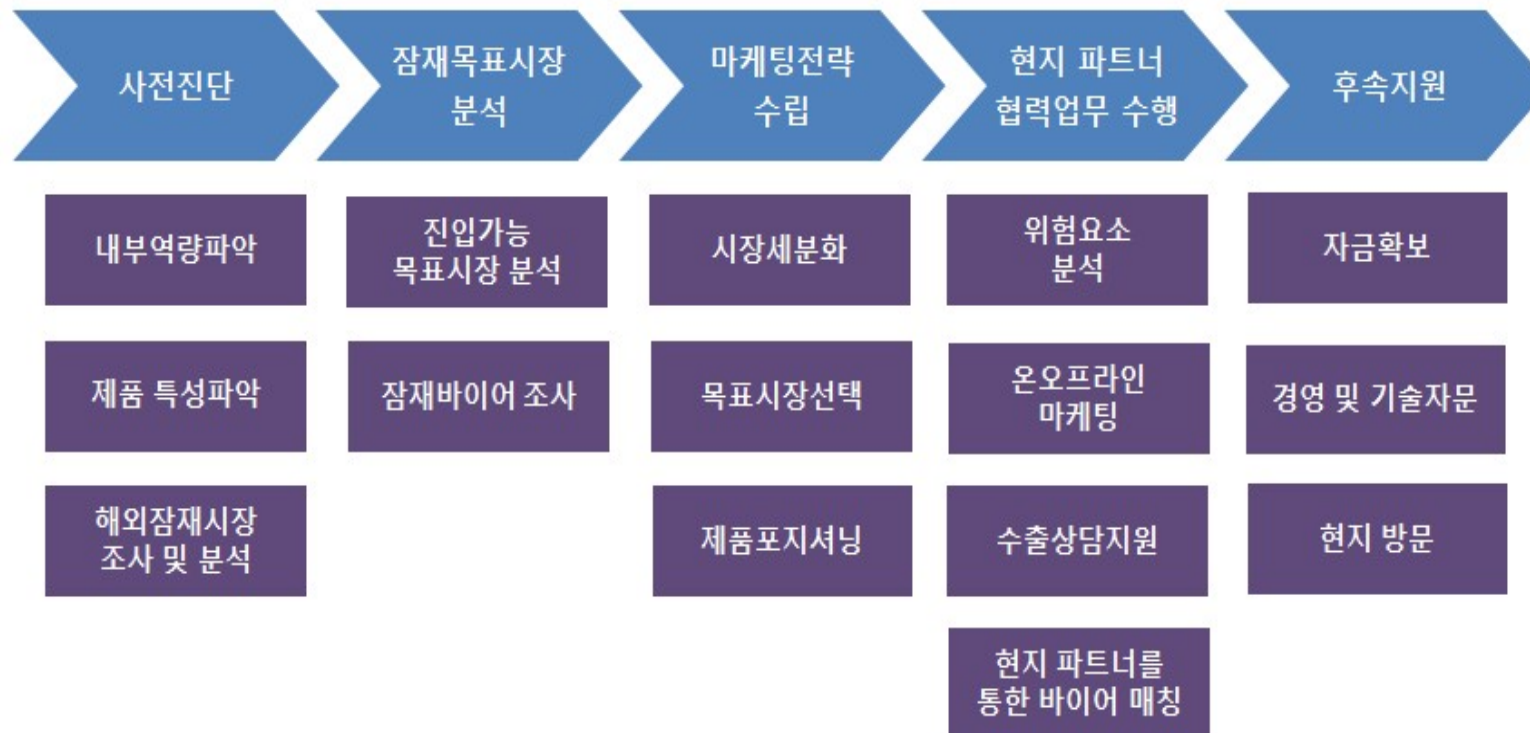 사전진단
잠재목표시장
분석
마케팅전략
수립
현지 파트너
협력업무 수행
후속지원
내부역량파악
진입가능
목표시장 분석
시장세분화
위험요소
분석
자금확보
제품 특성파악
잠재바이어 조사
목표시장선택
온오프라인
마케팅
경영 및 기술자문
해외잠재시장
조사 및 분석
제품포지셔닝
수출상담지원
현지 방문
현지 파트너를
통한 바이어 매칭